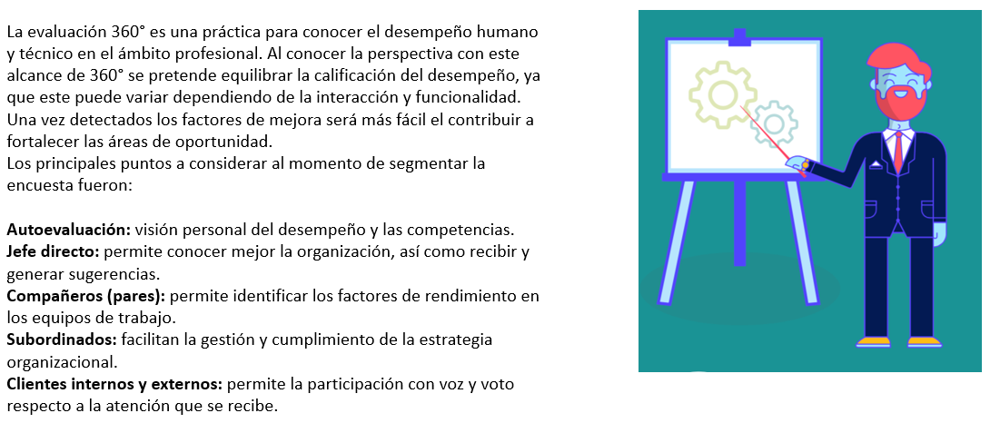 La evaluación 360° es una práctica para conocer el desempeño humano
y técnico en el ámbito profesional. Al conocer la perspectiva con este
alcance de 360° se pretende equilibrar la calificación del desempeño, ya
que este puede variar dependiendo de la interacción y funcionalidad.
Una vez detectados los factores de mejora será más fácil el contribuir a
fortalecer las áreas de oportunidad.
Los principales puntos a considerar al momento de segmentar la
encuesta fueron:
Autoevaluación: visión personal del desempeño y las competencias.
Jefe directo: permite conocer mejor la organización, así como recibir y
generar sugerencias.
Compañeros (pares): permite identificar los factores de rendimiento en
los equipos de trabajo.
Subordinados: facilitan la gestión y cumplimiento de la estrategia
organizacional.
Clientes internos y externos: permite la participación con voz y voto
respecto a la atención que se recibe.